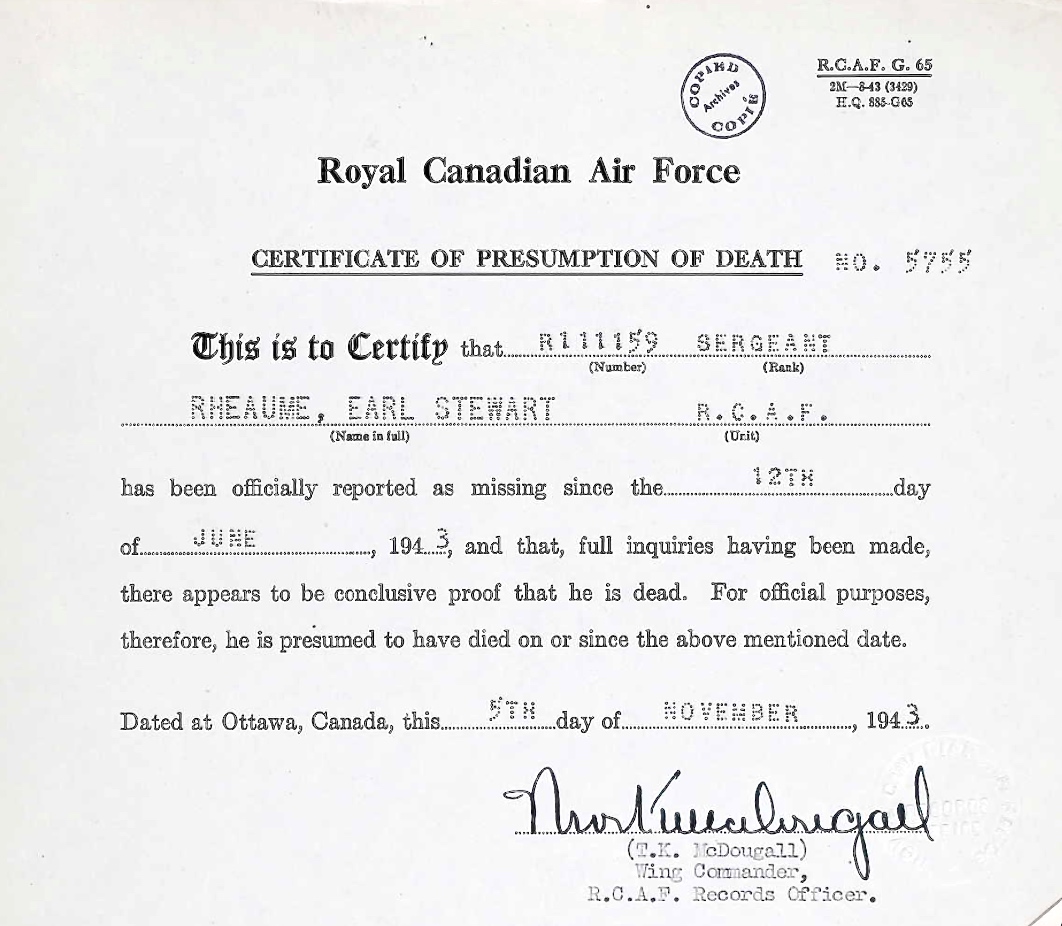 COPIED
Archives
COPIÉ
R.C.A.F. G. 65
2M—8-43 (3429)
H.Q. 885-G65
Royal Canadian Air Force
CERTIFICATE OF PRESUMPTION OF DEATH NO. 5755
This is to Certify that R111159 SERGEANT
(Number) (Rank)
RHEAUME, EARL STEWART R.C.A.F.
(Name in full) (Unit)
has been officially reported as missing since the 12TH day
of JUNE, 1943, and that, full inquiries having been made,
there appears to be conclusive proof that he is dead. For official purposes,
therefore, he is presumed to have died on or since the above mentioned date.
Dated at Ottawa, Canada, this 5TH day of NOVEMBER, 1943.
(T.K. McDougall)
Wing Commander,
R.C.A.F. Records Officer.